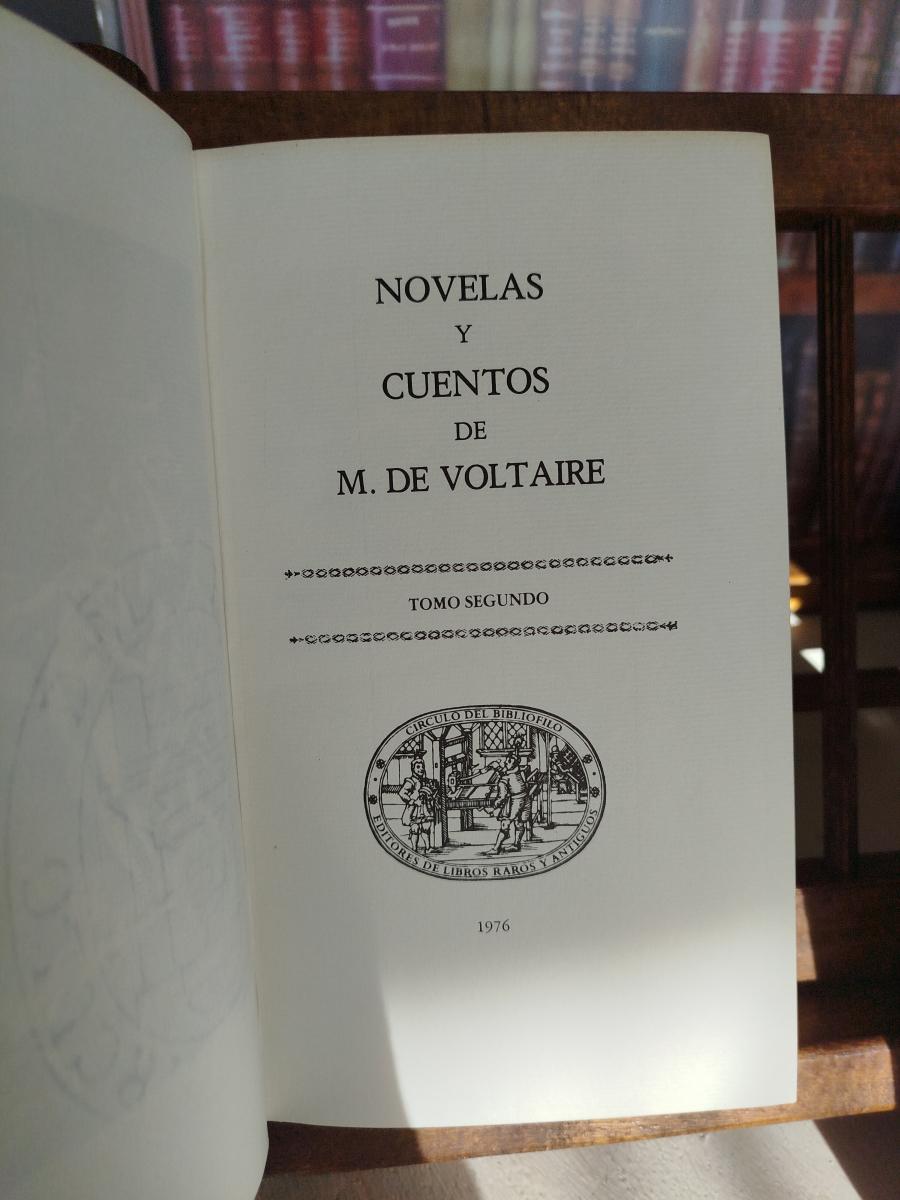 NOVELAS
Y
CUENTOS
DE
M. DE VOLTAIRE
TOMO SEGUNDO
CIRCULO DEL BIBLIOFILO
EDITORES DE LIBROS RAROS Y ANTIGUOS
1976